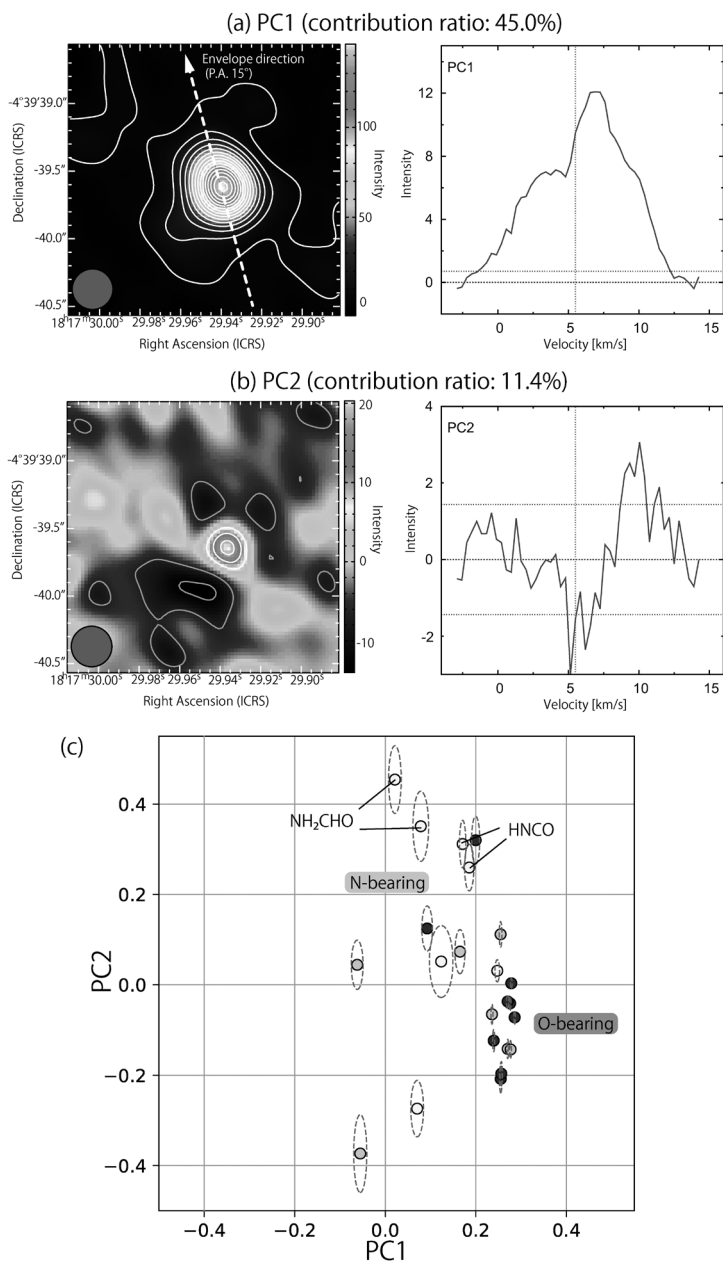 (a) PC1 (contribution ratio: 45.0%)
Envelope direction
(P.A. 15°)
-4°39'39.0"
-39.5"
-40.0"
-40.5"
Declination (ICRS)
18ʰ17ᵐ30.00ˢ 29.98ˢ 29.96ˢ 29.94ˢ 29.92ˢ 29.90ˢ
Right Ascension (ICRS)
100
50
0
Intensity
PC1
12
8
4
0
Intensity
0 5 10 15
Velocity [km/s]
(b) PC2 (contribution ratio: 11.4%)
-4°39'39.0"
-39.5"
-40.0"
-40.5"
Declination (ICRS)
18ʰ17ᵐ30.00ˢ 29.98ˢ 29.96ˢ 29.94ˢ 29.92ˢ 29.90ˢ
Right Ascension (ICRS)
20
10
0
-10
Intensity
PC2
4
2
0
-2
Intensity
0 5 10 15
Velocity [km/s]
(c)
NH₂CHO
HNCO
N-bearing
O-bearing
0.4
0.2
0.0
−0.2
−0.4
PC2
−0.4 −0.2 0.0 0.2 0.4
PC1